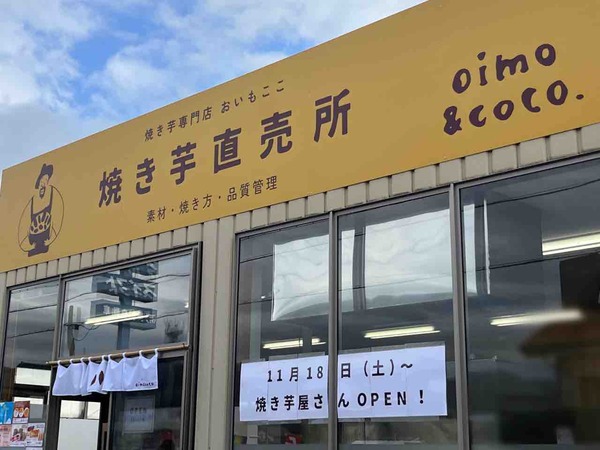 焼き芋専門店 おいもここ
焼き芋直売所
素材・焼き方・品質管理
oimo
&coco.
11月18日（土）～
焼き芋屋さんOPEN！